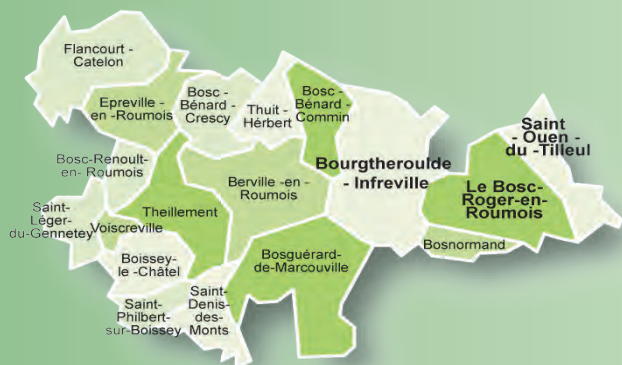 Flancourt -
Catelon
Epreville -
en -Roumois
Bosc -
Bénard -
Crescy
Thuit -
Hérbert
Bosc -
Bénard -
Commin
Saint
- Ouen -
du -Tilleul
Bourgtheroulde
- Infreville
Le Bosc-
Roger-en-
Roumois
Bosnormand
Bosc-Renoult-
en- Roumois
Berville -en -
Roumois
Theillement
Saint-
Léger-
du-Gennetey
Voiscreville
Boissey-
le -Châtel
Bosguérard-
de-Marcouville
Saint-
Philbert-
sur-Boissey
Saint-
Denis-
des-
Monts